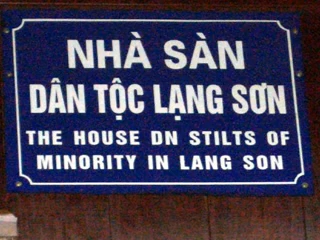 NHÀ SÀN
DÂN TỘC LẠNG SƠN
THE HOUSE DN STILTS OF
MINORITY IN LANG SON